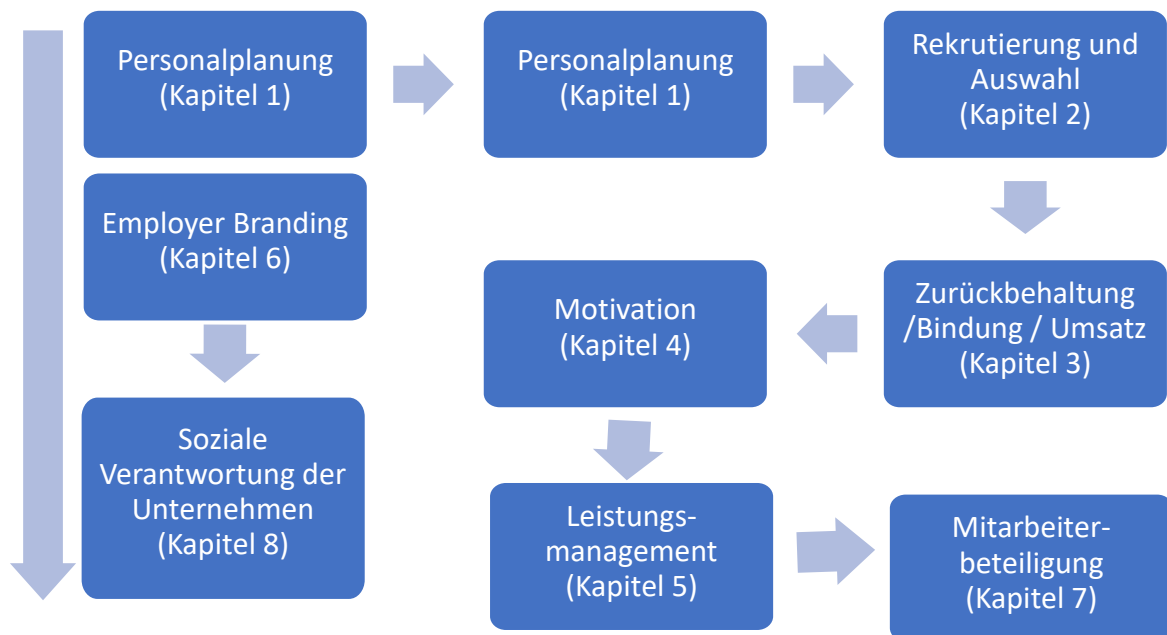 Personalplanung
(Kapitel 1)
Personalplanung
(Kapitel 1)
Rekrutierung und
Auswahl
(Kapitel 2)
Employer Branding
(Kapitel 6)
Motivation
(Kapitel 4)
Zurückbehaltung
/Bindung / Umsatz
(Kapitel 3)
Soziale
Verantwortung der
Unternehmen
(Kapitel 8)
Leistungs-
management
(Kapitel 5)
Mitarbeiter-
beteiligung
(Kapitel 7)